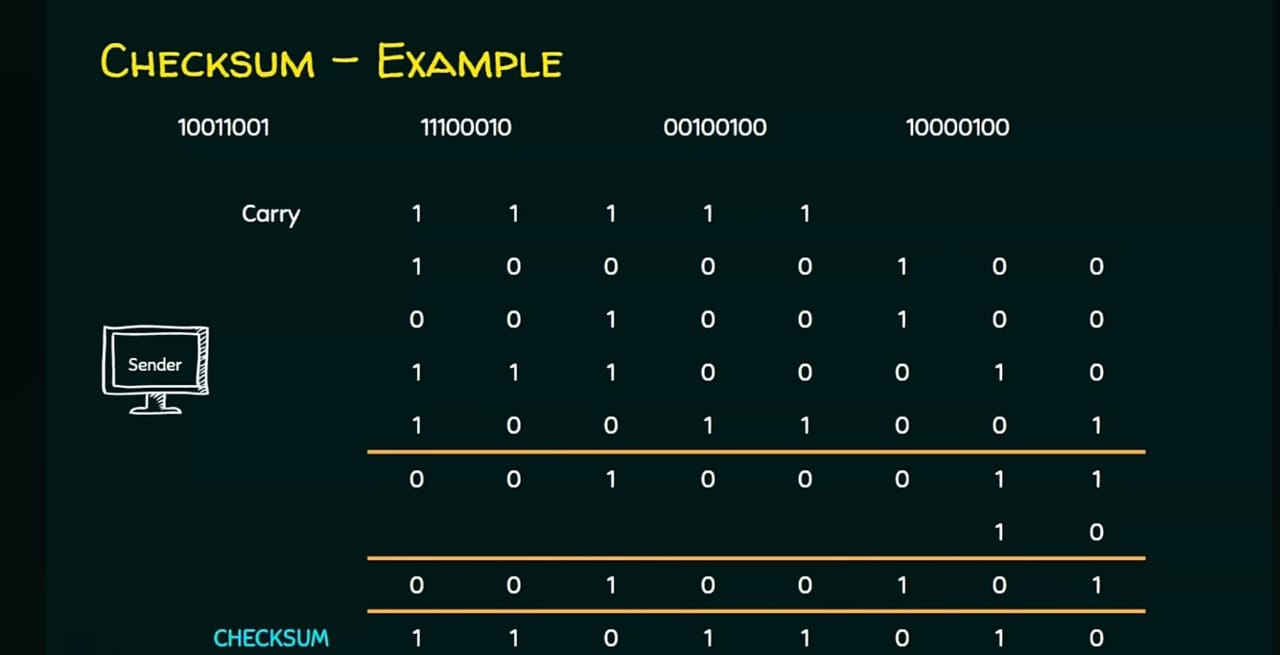 CHECKSUM – EXAMPLE
10011001 11100010 00100100 10000100
Carry 1 1 1 1 1
1 0 0 0 0 1 0 0
0 0 1 0 0 1 0 0
Sender
1 1 1 0 0 0 1 0
1 0 0 1 1 0 0 1
0 0 1 0 0 0 1 1
1 0
0 0 1 0 0 1 0 1
CHECKSUM 1 1 0 1 1 0 1 0